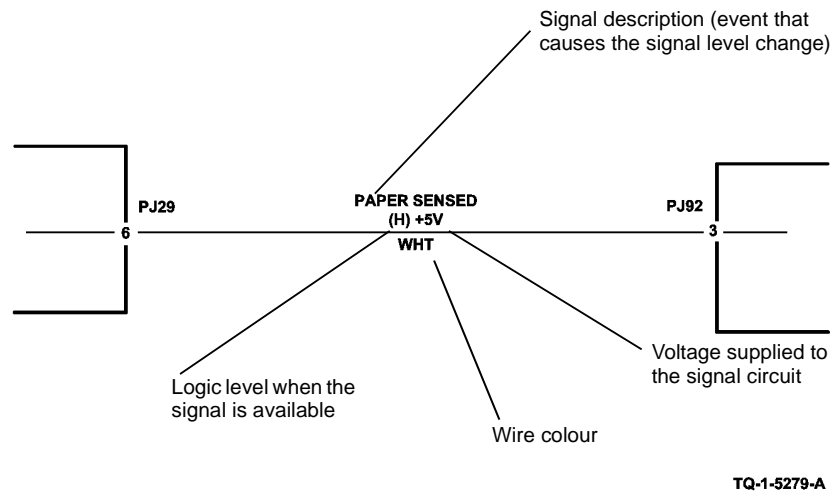 Signal description (event that
causes the signal level change)
PJ29
PAPER SENSED
PJ92
(H) +5V
6
3
WHT
Voltage supplied to
the signal circuit
Logic level when the
signal is available
Wire colour
TQ-1-5279-A